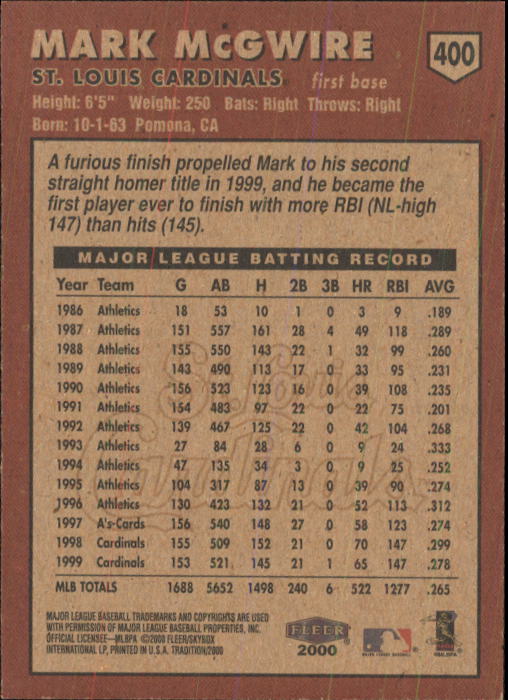 MARK McGWIRE
400
ST. LOUIS CARDINALS first base
Height: 6'5" Weight: 250 Bats: Right Throws: Right
Born: 10-1-63 Pomona, CA
A furious finish propelled Mark to his second
straight homer title in 1999, and he became the
first player ever to finish with more RBI (NL-high
147) than hits (145).
MAJOR LEAGUE BATTING RECORD
Year Team G AB H 2B 3B HR RBI AVG
1986 Athletics 18 53 10 1 0 3 9 .189
1987 Athletics 151 557 161 28 4 49 118 .289
1988 Athletics 155 550 143 22 1 32 99 .260
1989 Athletics 143 490 113 17 0 33 95 .231
1990 Athletics 156 523 123 16 0 39 108 .235
1991 Athletics 154 483 97 22 0 22 75 .201
1992 Athletics 139 467 125 22 0 42 104 .268
1993 Athletics 27 84 28 6 0 9 24 .333
1994 Athletics 47 135 34 3 0 9 25 .252
1995 Athletics 104 317 87 13 0 39 90 .274
1996 Athletics 130 423 132 21 0 52 113 .312
1997 A's-Cards 156 540 148 27 0 58 123 .274
1998 Cardinals 155 509 152 21 0 70 147 .299
1999 Cardinals 153 521 145 21 1 65 147 .278
MLB TOTALS 1688 5652 1498 240 6 522 1277 .265
St. Louis
Cardinals
MAJOR LEAGUE BASEBALL TRADEMARKS AND COPYRIGHTS ARE USED
WITH PERMISSION OF MAJOR LEAGUE BASEBALL PROPERTIES, INC.
OFFICIAL LICENSEE—MLBPA ©2000 FLEER/SKYBOX
INTERNATIONAL LP, PRINTED IN U.S.A. TRADITION/2000
FLEER
2000